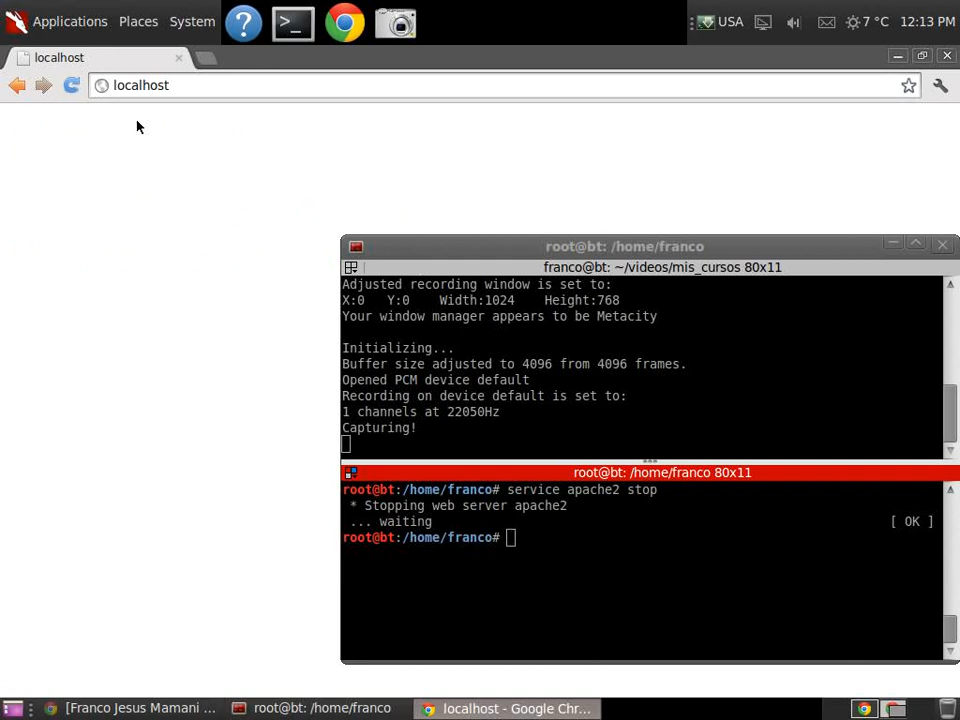 Applications Places System
USA
7 °C 12:13 PM
localhost
localhost
root@bt: /home/franco
franco@bt: ~/videos/mis_cursos 80x11
Adjusted recording window is set to:
X:0 Y:0 Width:1024 Height:768
Your window manager appears to be Metacity
Initializing...
Buffer size adjusted to 4096 from 4096 frames.
Opened PCM device default
Recording on device default is set to:
1 channels at 22050Hz
Capturing!
root@bt: /home/franco 80x11
root@bt:/home/franco# service apache2 stop
* Stopping web server apache2
... waiting [ OK ]
root@bt:/home/franco#
[Franco Jesus Mamani ... root@bt: /home/franco localhost - Google Chr...